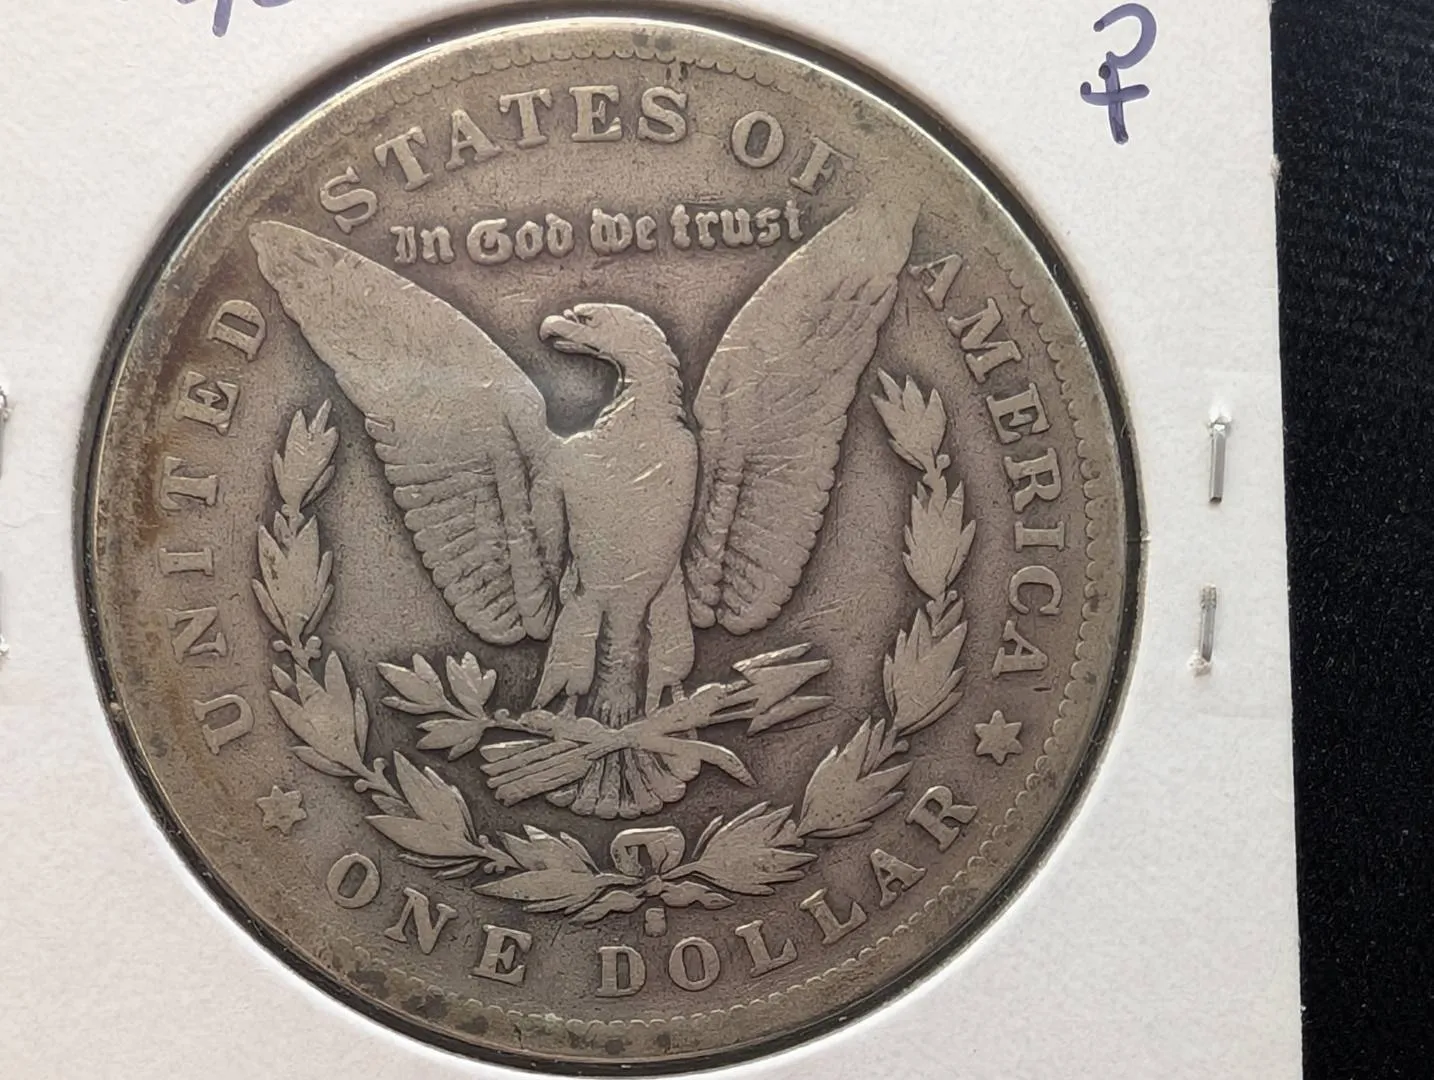 UNITED STATES OF AMERICA
In God we trust
S
ONE DOLLAR